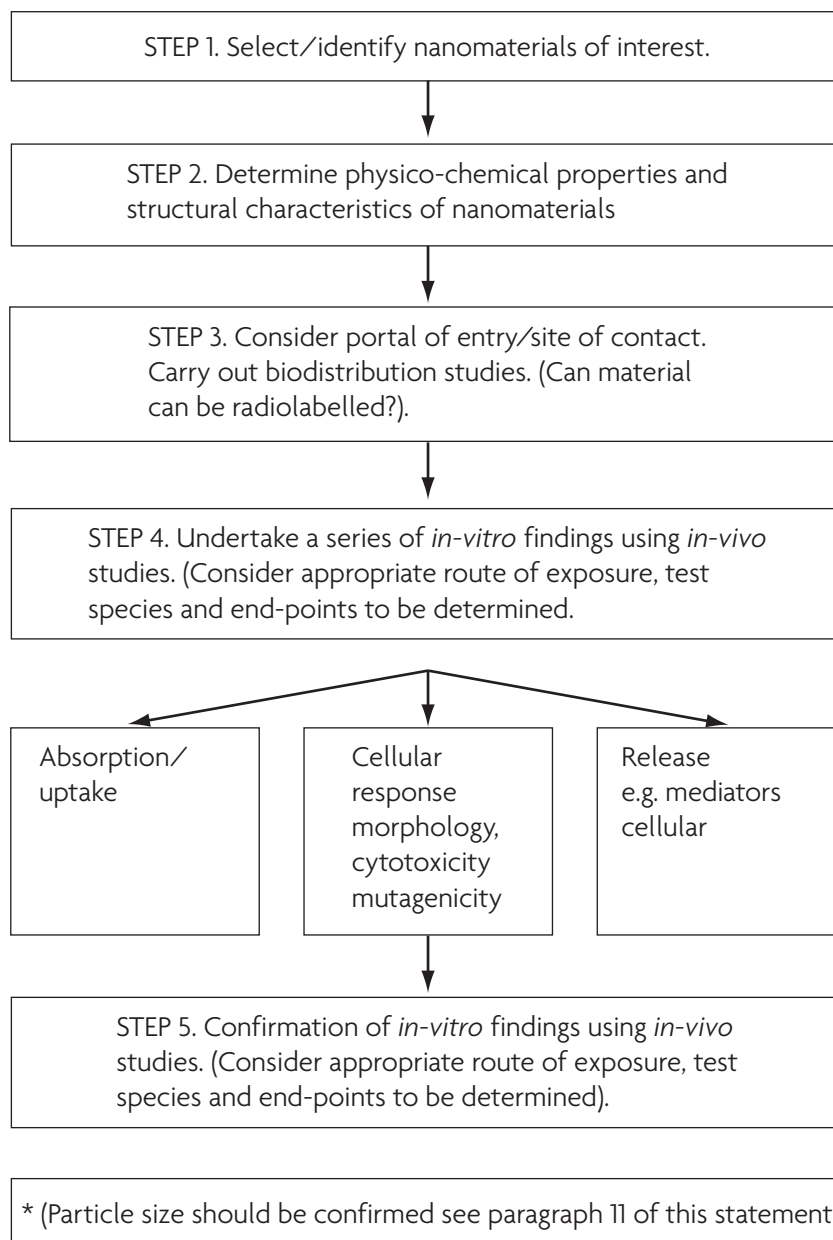 STEP 1. Select/identify nanomaterials of interest.
STEP 2. Determine physico-chemical properties and
structural characteristics of nanomaterials
STEP 3. Consider portal of entry/site of contact.
Carry out biodistribution studies. (Can material
can be radiolabelled?).
STEP 4. Undertake a series of in-vitro findings using in-vivo
studies. (Consider appropriate route of exposure, test
species and end-points to be determined.
Absorption/
uptake
Cellular
response
morphology,
cytotoxicity
mutagenicity
Release
e.g. mediators
cellular
STEP 5. Confirmation of in-vitro findings using in-vivo
studies. (Consider appropriate route of exposure, test
species and end-points to be determined).
* (Particle size should be confirmed see paragraph 11 of this statement